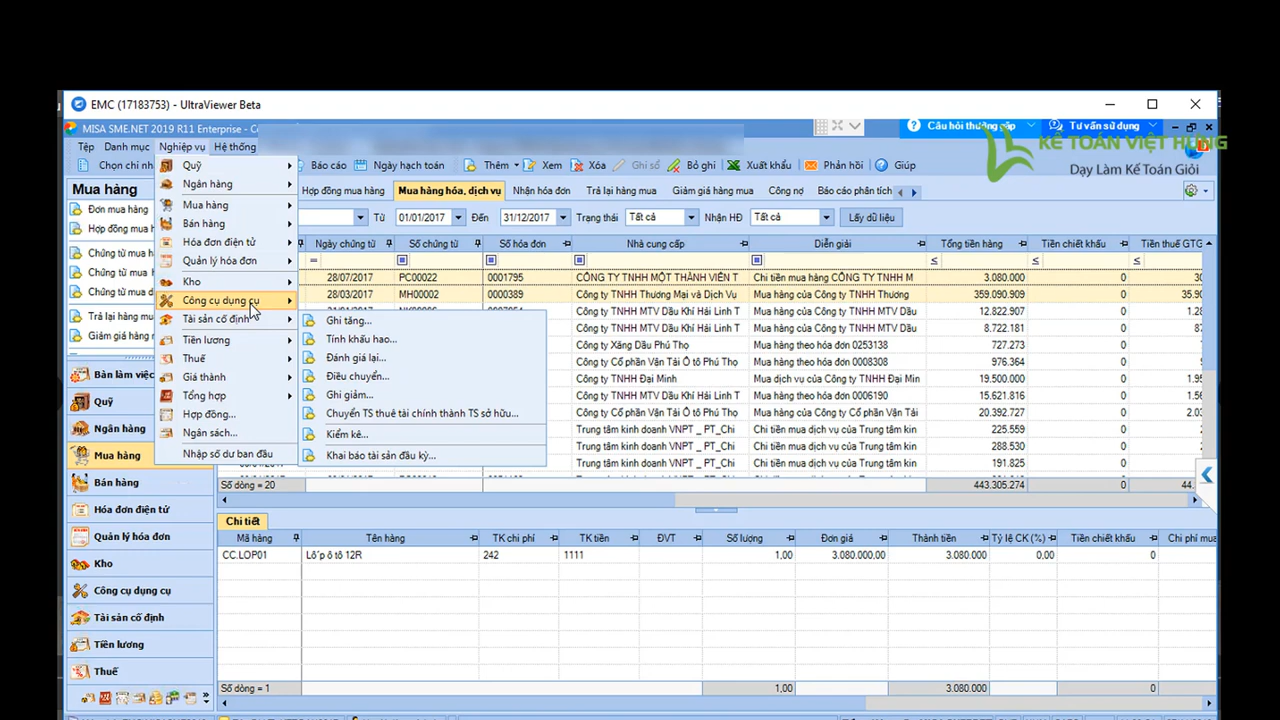 EMC (17183753) - UltraViewer Beta
MISA SME.NET 2019 R11 Enterprise - Co
Câu hỏi thường gặp
Tư vấn sử dụng
KẾ TOÁN VIỆT HƯNG
Dạy Làm Kế Toán Giỏi
Tệp Danh mục Nghiệp vụ Hệ thống
Chọn chi nh
Báo cáo Ngày hạch toán Thêm Xem Xóa Ghi sổ Bỏ ghi Xuất khẩu Phản hồi Giúp
Mua hàng
Hợp đồng mua hàng Mua hàng hóa, dịch vụ Nhận hóa đơn Trả lại hàng mua Giảm giá hàng mua Công nợ Báo cáo phân tích
Từ 01/01/2017 Đến 31/12/2017 Trạng thái Tất cả Nhận HĐ Tất cả Lấy dữ liệu
Đơn mua hàng
Hợp đồng mua h
Chứng từ mua h
Chứng từ mua h
Chứng từ mua d
Trả lại hàng mu
Giảm giá hàng
Quỹ
Ngân hàng
Mua hàng
Bán hàng
Hóa đơn điện tử
Quản lý hóa đơn
Kho
Công cụ dụng cụ
Tài sản cố định
Tiền lương
Thuế
Giá thành
Tổng hợp
Hợp đồng...
Ngân sách...
Nhập số dư ban đầu
Ghi tăng...
Tính khấu hao...
Đánh giá lại...
Điều chuyển...
Ghi giảm...
Chuyển TS thuê tài chính thành TS sở hữu...
Kiểm kê...
Khai báo tài sản đầu kỳ...
Ngày chứng từ Số chứng từ Số hóa đơn Nhà cung cấp Diễn giải Tổng tiền hàng Tiền chiết khấu Tiền thuế GTG
= ≤ ≤ ≤
28/07/2017 PC00022 0001795 CÔNG TY TNHH MỘT THÀNH VIÊN T Chi tiền mua hàng CÔNG TY TNHH M 3.080.000 0 30
28/03/2017 MH00002 0000389 Công ty TNHH Thương Mại và Dịch Vụ Mua hàng của Công ty TNHH Thương 359.090.909 0 35.90
Công ty TNHH MTV Dầu Khí Hải Linh T Mua hàng của Công ty TNHH MTV Dầu 12.822.907 0 1.28
Công ty TNHH MTV Dầu Khí Hải Linh T Mua hàng của Công ty TNHH MTV Dầu 8.722.181 0 87
Công ty Xăng Dầu Phú Thọ Mua hàng theo hóa đơn 0253138 727.273 0
Công ty Cổ phần Vận Tải Ô tô Phú Thọ Mua hàng theo hóa đơn 0008308 976.364 0
Công ty TNHH Đại Minh Mua dịch vụ của Công ty TNHH Đại Min 19.500.000 0 1.95
Công ty TNHH MTV Dầu Khí Hải Linh T Mua hàng theo hóa đơn 0006190 15.621.816 0
Công ty Cổ phần Vận Tải Ô tô Phú Thọ Mua hàng của Công ty Cổ phần Vận Tải 20.392.727 0
Trung tâm kinh doanh VNPT _ PT_Chi Mua dịch vụ của Trung tâm kin 225.559 0
Trung tâm kinh doanh VNPT _ PT_Chi Mua dịch vụ của Trung tâm kin 288.530 0
Trung tâm kinh doanh VNPT _ PT_Chi Mua dịch vụ của Trung tâm kin 191.825 0
Số dòng = 20 443.305.274 0 44.
Bàn làm việc
Quỹ
Ngân hàng
Mua hàng
Bán hàng
Hóa đơn điện tử
Quản lý hóa đơn
Kho
Công cụ dụng cụ
Tài sản cố định
Tiền lương
Thuế
Chi tiết
Mã hàng Tên hàng TK chi phí TK tiền ĐVT Số lượng Đơn giá Thành tiền Tỷ lệ CK (%) Tiền chiết khấu Chi phí mua
CC.LOP01 Lốp ô tô 12R 242 1111 1,00 3.080.000,00 3.080.000 0,00 0
Số dòng = 1 1,00 3.080.000 0